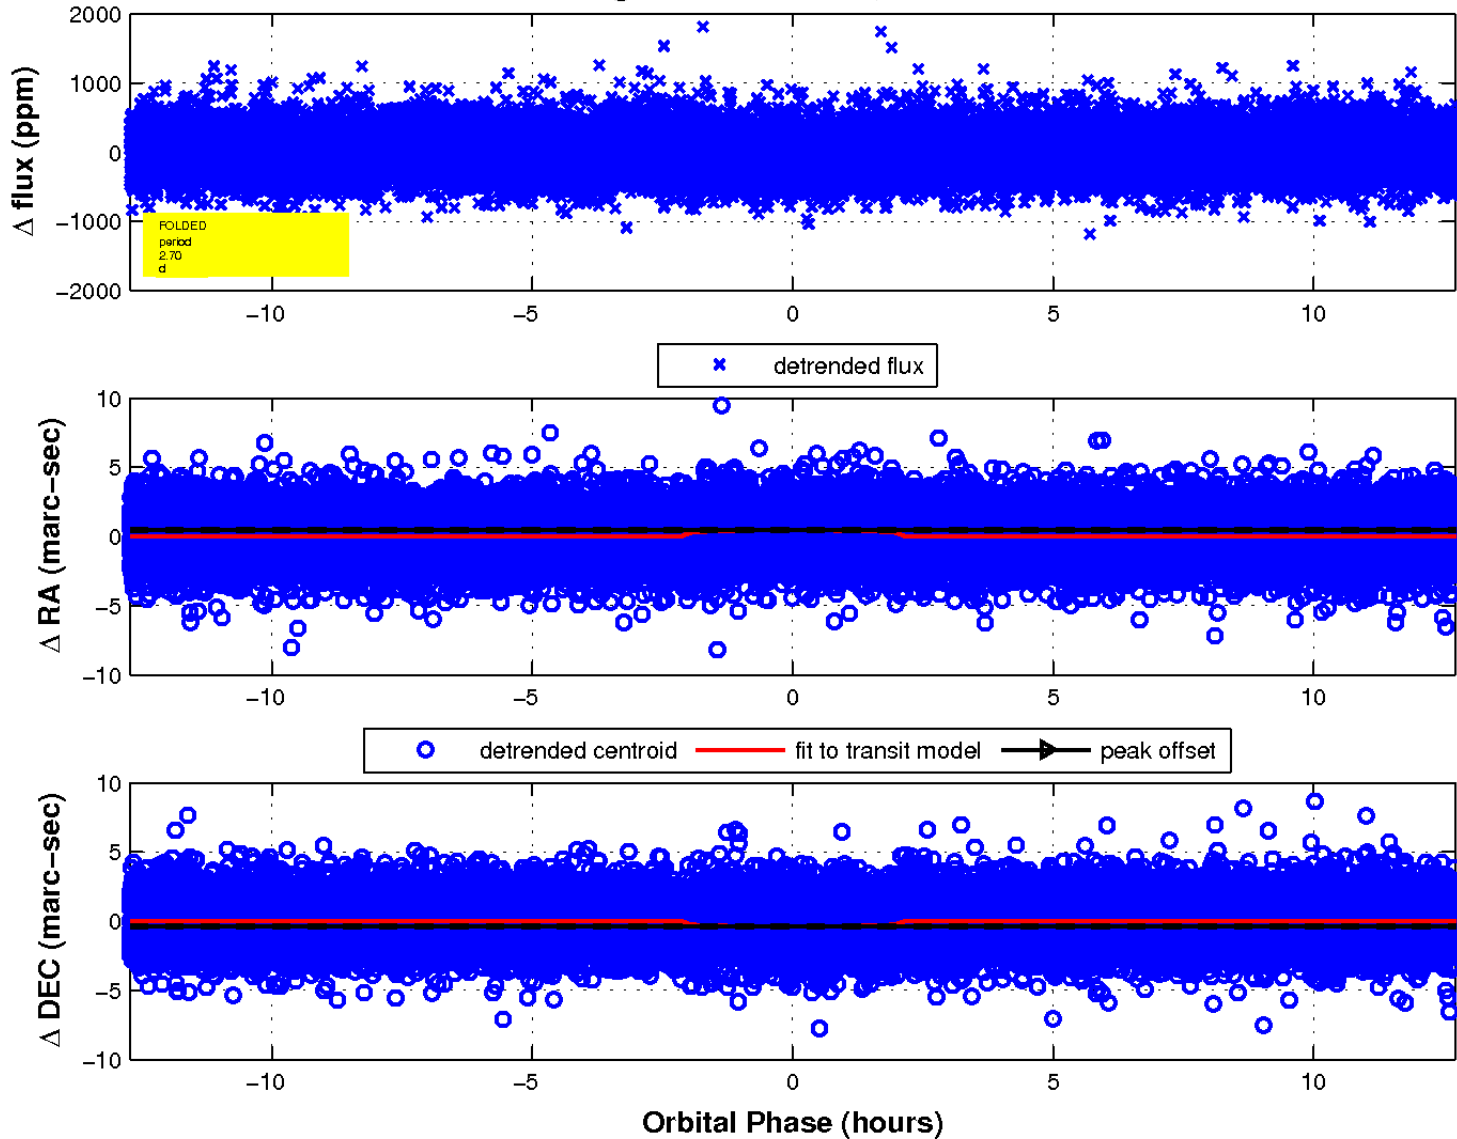 2000
1000
0
−1000
−2000
Δ flux (ppm)
FOLDED
period
2.70
d
−10 −5 0 5 10
detrended flux
10
5
0
−5
−10
Δ RA (marc−sec)
−10 −5 0 5 10
detrended centroid fit to transit model peak offset
10
5
0
−5
−10
Δ DEC (marc−sec)
−10 −5 0 5 10
Orbital Phase (hours)